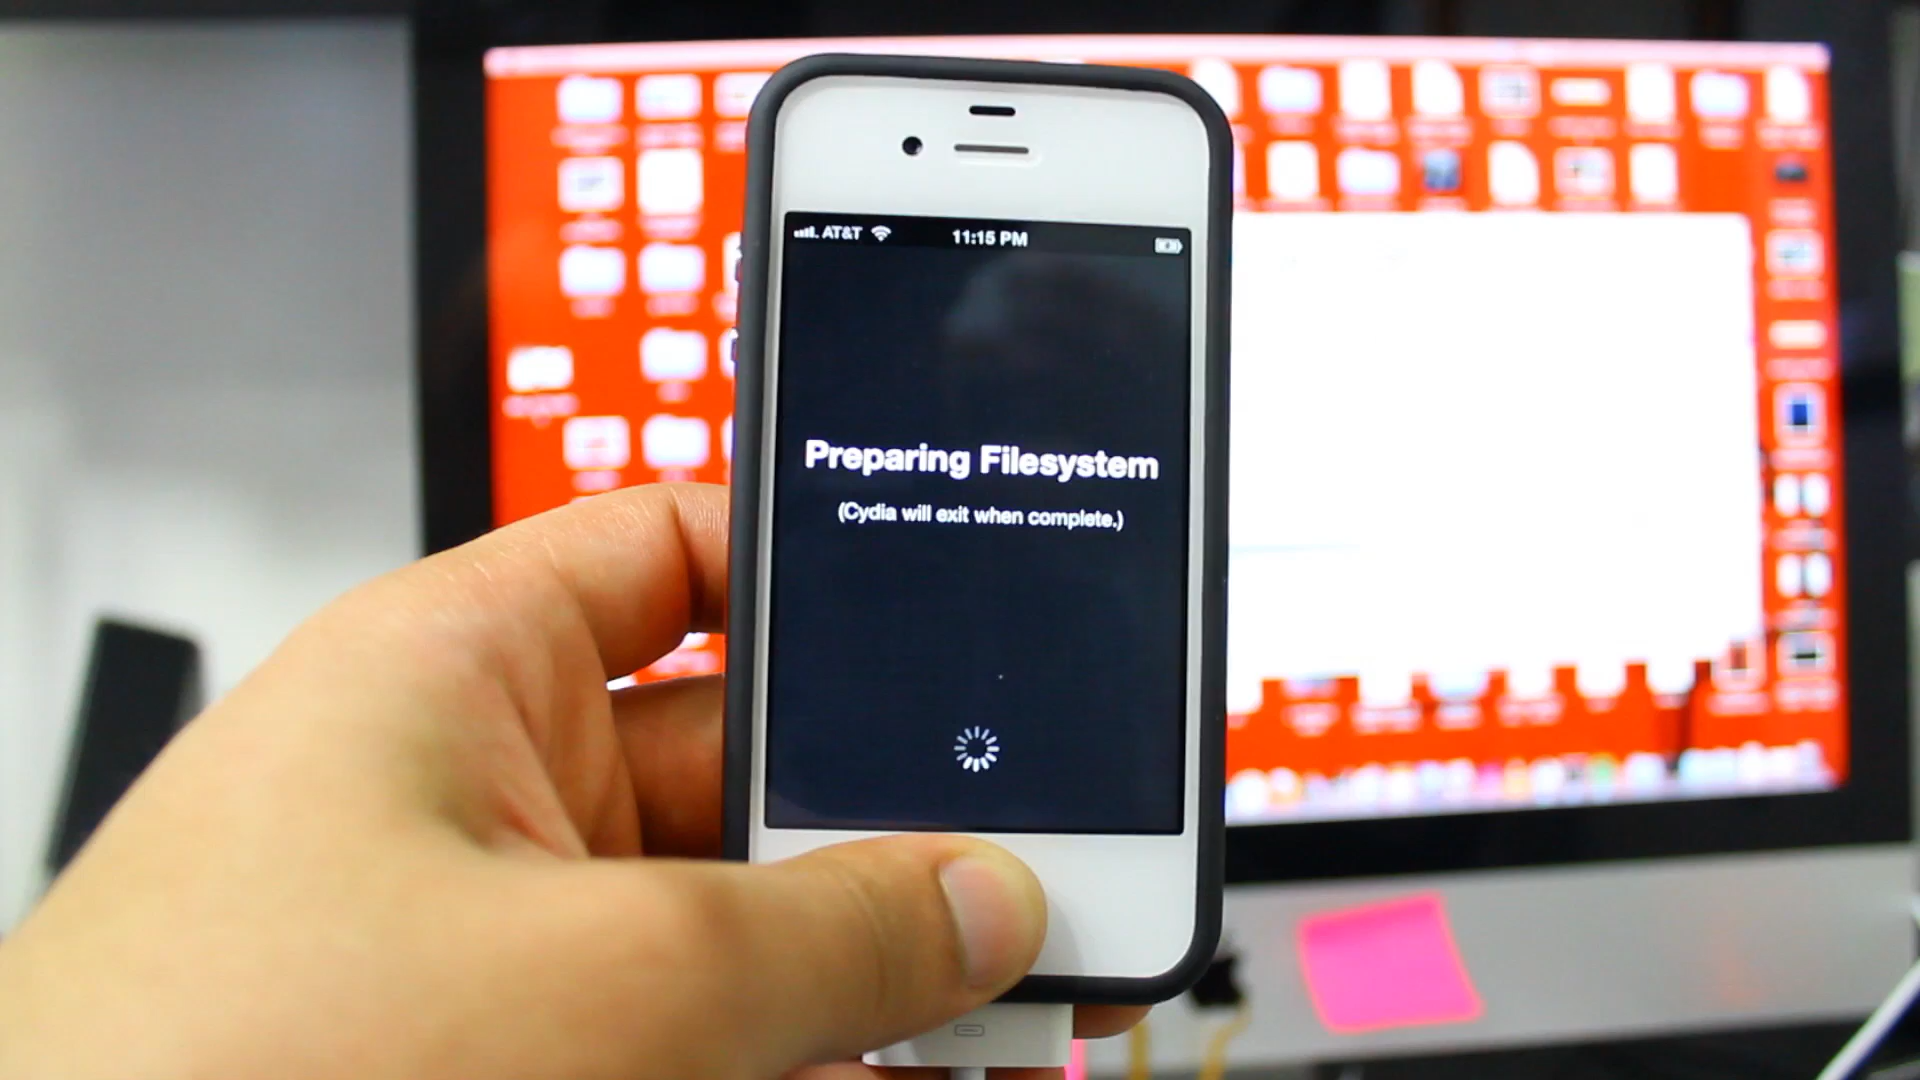 AT&T 11:15 PM
Preparing Filesystem
(Cydia will exit when complete.)